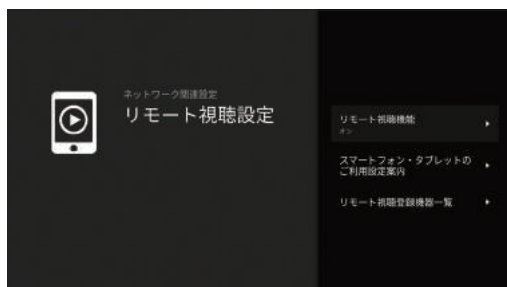 ネットワーク関連設定
リモート視聴設定
リモート視聴機能
オン
スマートフォン・タブレットの
ご利用設定案内
リモート視聴登録機器一覧